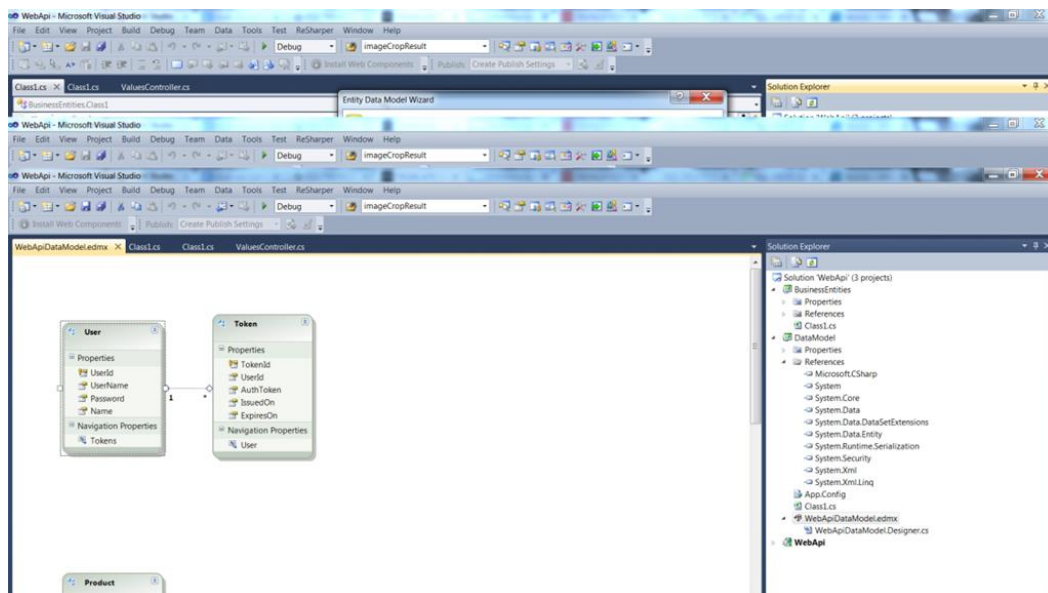 WebApi - Microsoft Visual Studio
File Edit View Project Build Debug Team Data Tools Test ReSharper Window Help
Debug imageCropResult
Install Web Components Publish: Create Publish Settings
Class1.cs Class1.cs ValuesController.cs
Solution Explorer
BusinessEntities.Class1
Entity Data Model Wizard
Solution 'WebApi' (3 projects)
WebApi - Microsoft Visual Studio
File Edit View Project Build Debug Team Data Tools Test ReSharper Window Help
Debug imageCropResult
WebApi - Microsoft Visual Studio
File Edit View Project Build Debug Team Data Tools Test ReSharper Window Help
Debug imageCropResult
Install Web Components Publish: Create Publish Settings
WebApiDataModel.edmx Class1.cs Class1.cs ValuesController.cs
User
Properties
UserId
UserName
Password
Name
Navigation Properties
Tokens
1 *
Token
Properties
TokenId
UserId
AuthToken
IssuedOn
ExpiresOn
Navigation Properties
User
Product
Solution Explorer
Solution 'WebApi' (3 projects)
BusinessEntities
Properties
References
Class1.cs
DataModel
Properties
References
Microsoft.CSharp
System
System.Core
System.Data
System.Data.DataSetExtensions
System.Data.Entity
System.Runtime.Serialization
System.Security
System.Xml
System.Xml.Linq
App.Config
Class1.cs
WebApiDataModel.edmx
WebApiDataModel.Designer.cs
WebApi